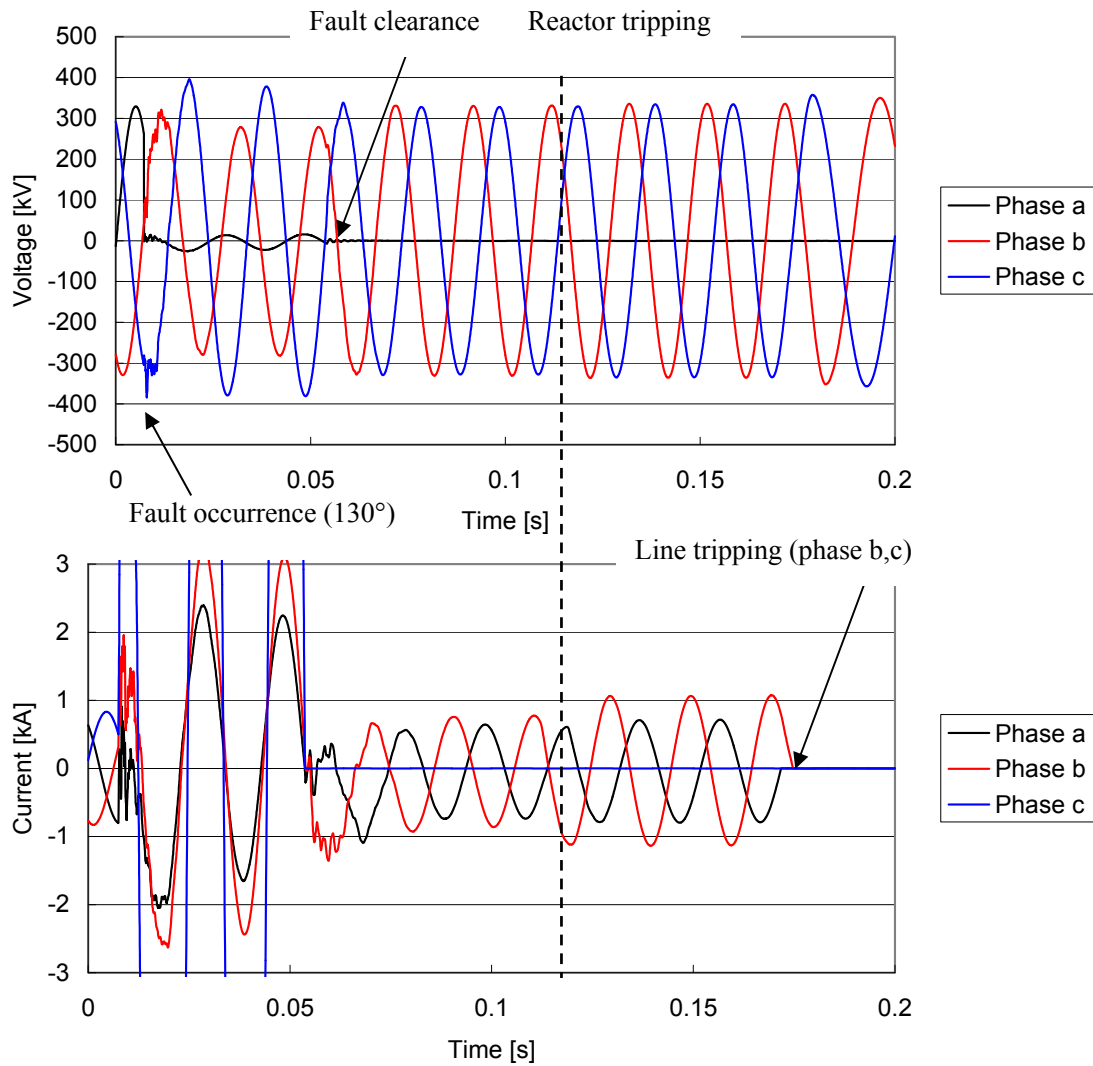 Fault clearance Reactor tripping
500
400
300
200
100
0
-100
-200
-300
-400
-500
Voltage [kV]
0 0.05 0.1 0.15 0.2
Time [s]
Fault occurrence (130°)
Phase a
Phase b
Phase c
Line tripping (phase b,c)
3
2
1
0
-1
-2
-3
Current [kA]
0 0.05 0.1 0.15 0.2
Time [s]
Phase a
Phase b
Phase c